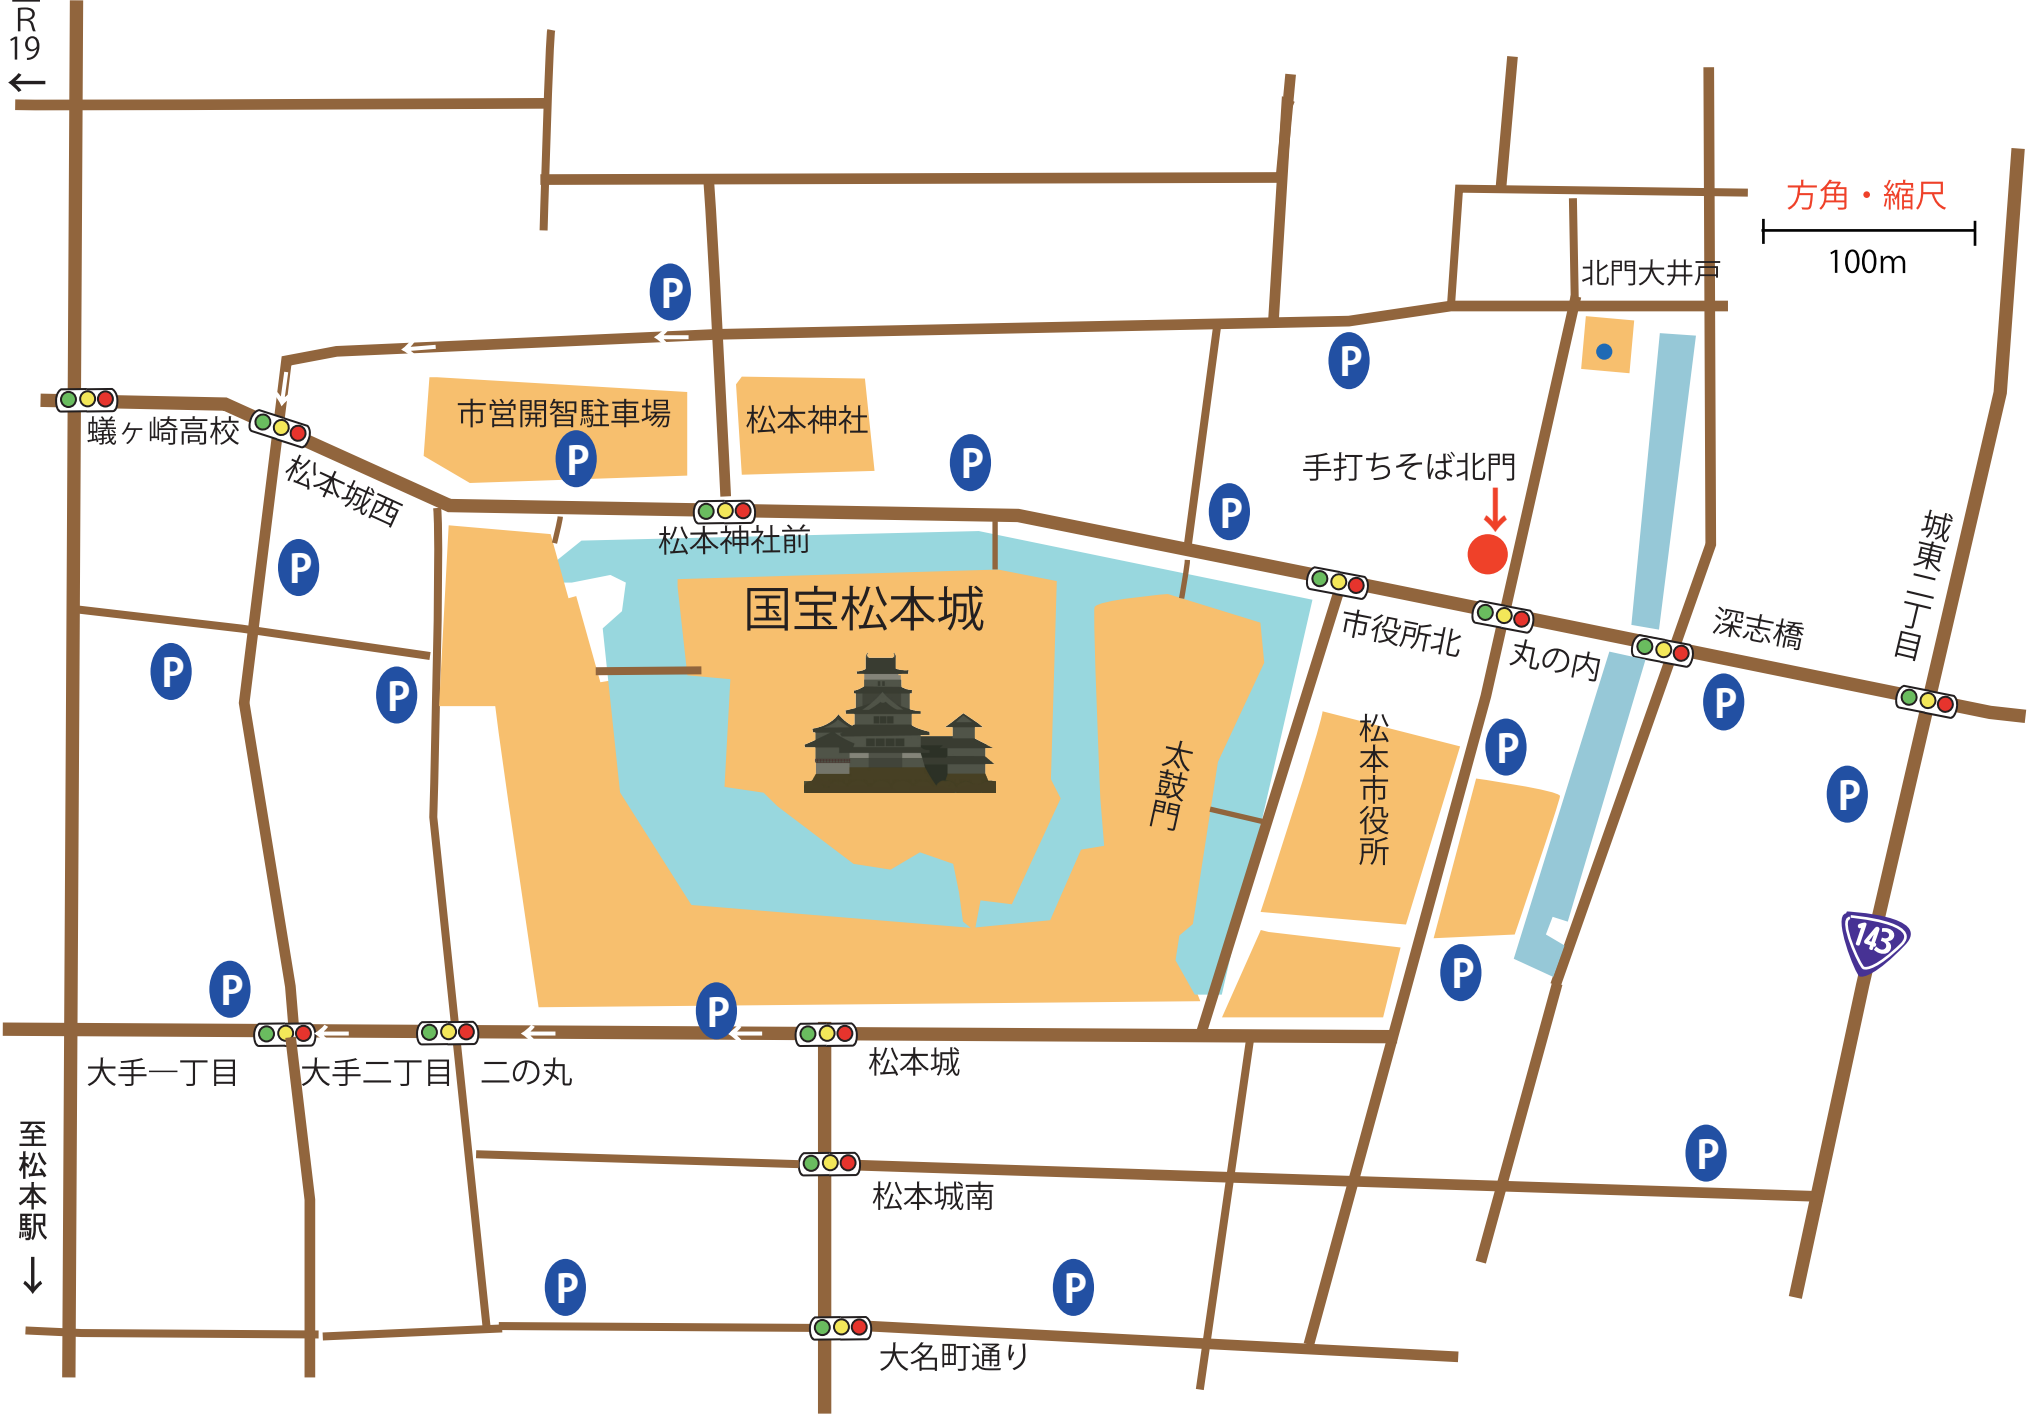 R
19
←
方角・縮尺
100m
北門大井戸
P
P
市営開智駐車場
P
松本神社
P
蟻ヶ崎高校
松本城西
手打ちそば北門
P
松本神社前
P
国宝松本城
市役所北
丸の内
深志橋
城東二丁目
P
P
P
P
松本市役所
太鼓門
P
P
143
P
P
P
大手一丁目
大手二丁目
二の丸
松本城
至松本駅
↓
松本城南
P
P
P
大名町通り